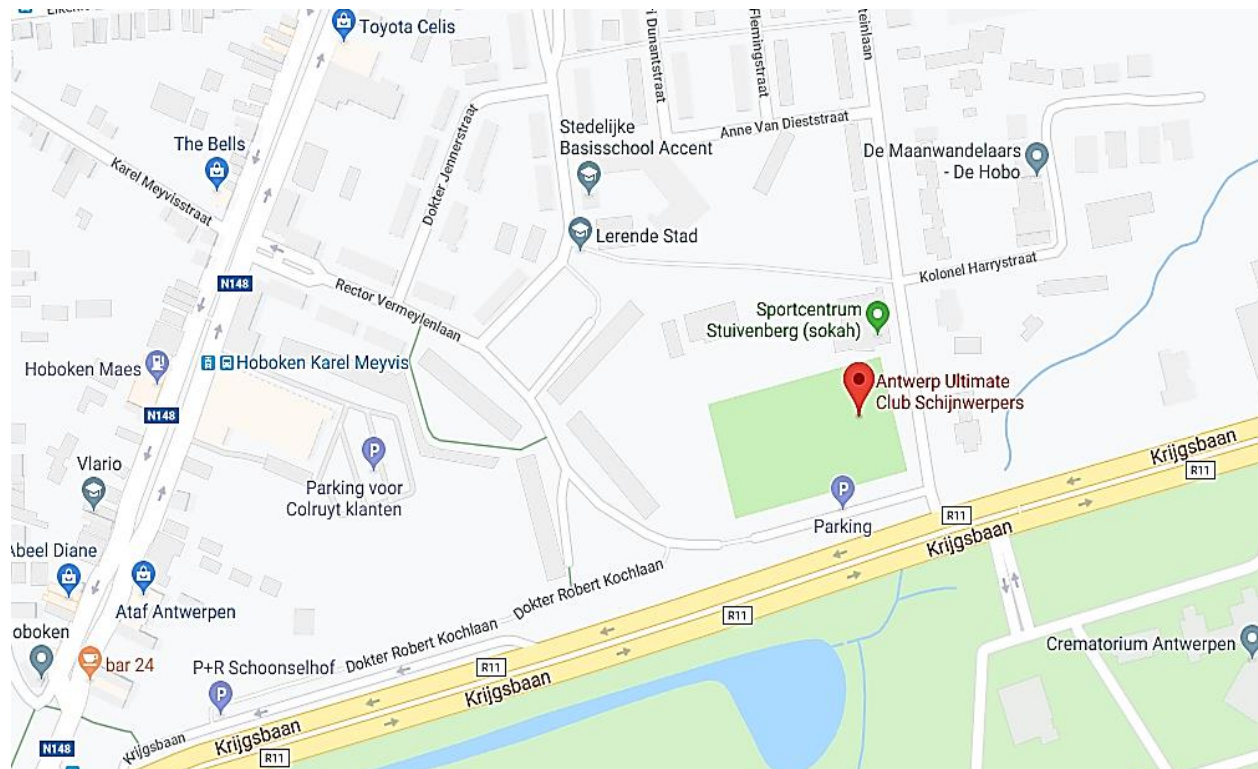 Toyota Celis
Flemingstraat
The Bells
Karel Meyvisstraat
Dokter Jennerstraat
Stedelijke
Basisschool Accent
Anne Van Dieststraat
De Maanwandelaars
- De Hobo
Lerende Stad
Kolonel Harrystraat
N148
Rector Vermeylenlaan
Sportcentrum
Stuivenberg (sokah)
Hoboken Maes
Hoboken Karel Meyvis
Antwerp Ultimate
Club Schijnwerpers
N148
Krijgsbaan
R11
Vlario
P
Parking voor
Colruyt klanten
P
Parking
R11
Krijgsbaan
Abeel Diane
Ataf Antwerpen
Dokter Robert Kochlaan
R11
bar 24
P+R Schoonselhof
P
Dokter Robert Kochlaan
R11
Krijgsbaan
Crematorium Antwerpen
N148
Krijgsbaan
Krijgsbaan
R11